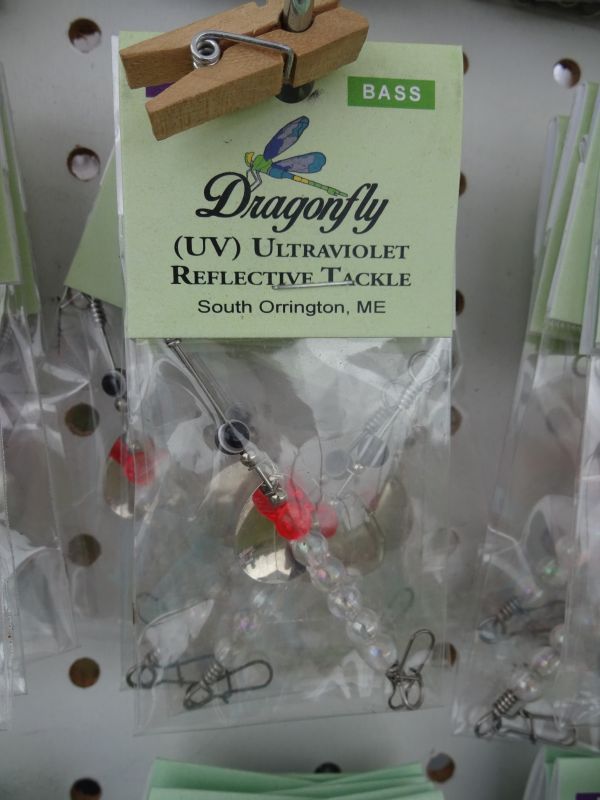 BASS
Dragonfly
(UV) ULTRAVIOLET
REFLECTIVE TACKLE
South Orrington, ME